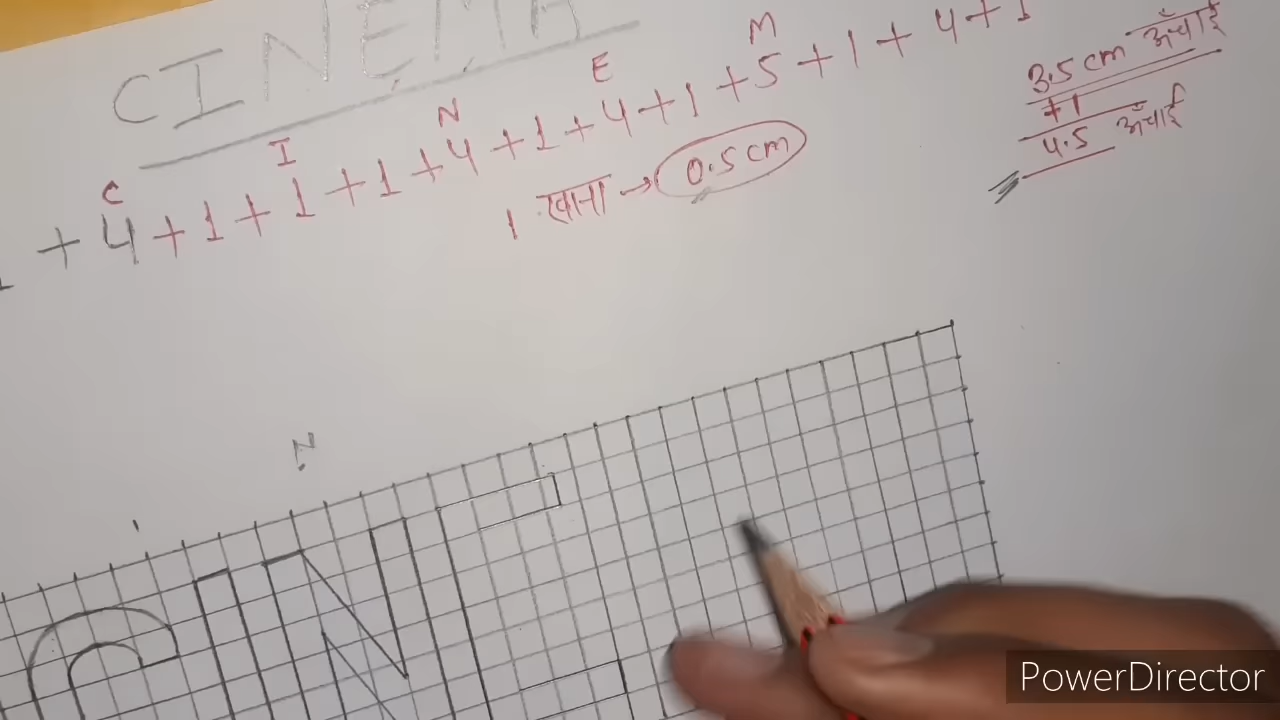 CINEMA
C I N E M
+ 4 + 1 + 1 + 1 + 4 + 1 + 4 + 1 + 5 + 1 + 4 + 1
1 खाना → 0.5 cm
3.5 cm ऊँचाई
+1
4.5 ऊँचाई
N
CINE
PowerDirector